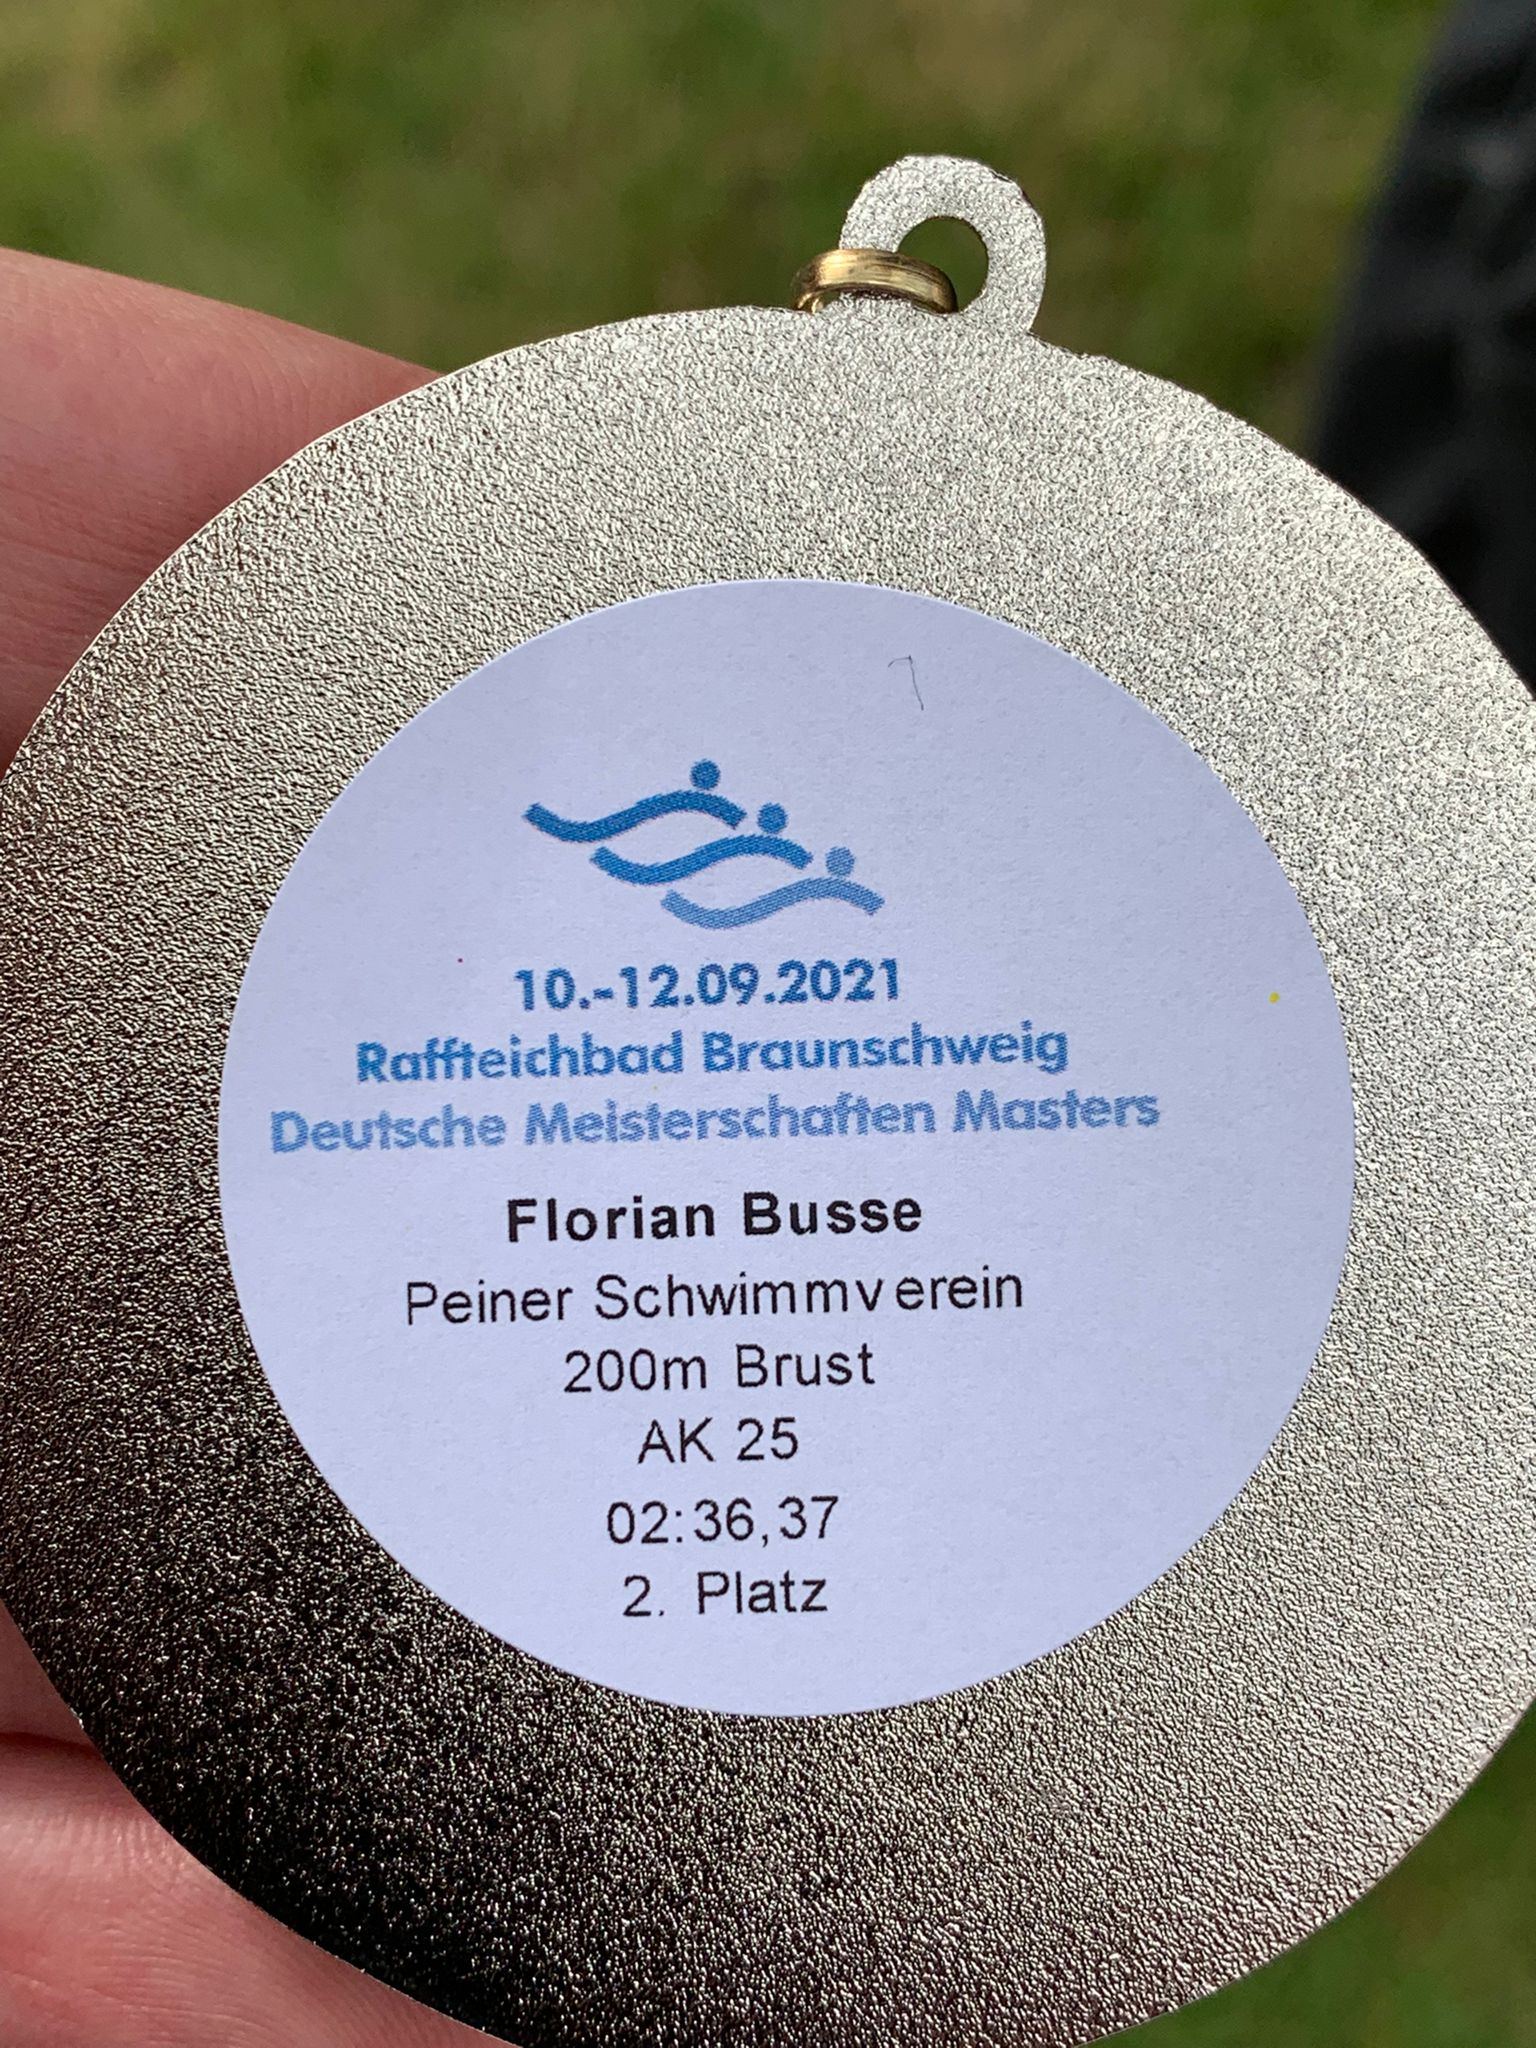 10.-12.09.2021
Raffteichbad Braunschweig
Deutsche Meisterschaften Masters
Florian Busse
Peiner Schwimmverein
200m Brust
AK 25
02:36,37
2. Platz